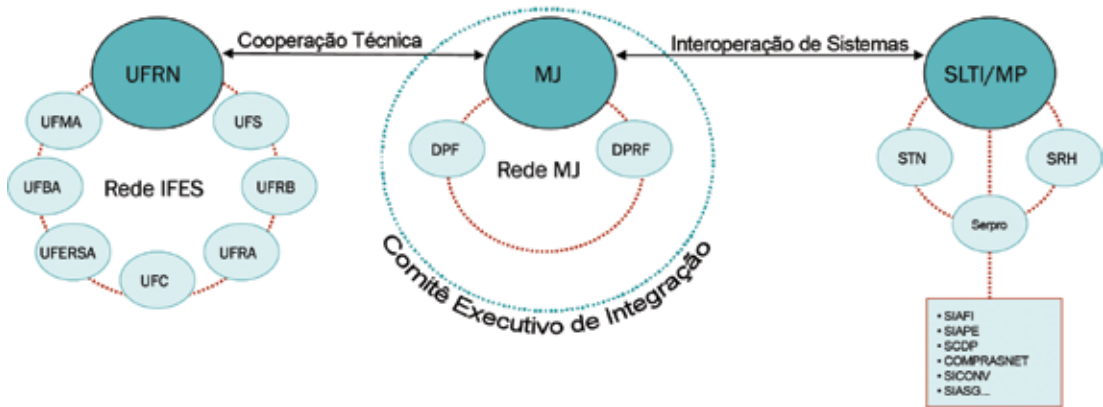 Cooperação Técnica
Interoperação de Sistemas
UFRN
MJ
SLTI/MP
UFMA
UFS
DPF
DPRF
Rede MJ
STN
SRH
UFBA
Rede IFES
UFRB
UFERSA
UFRA
UFC
Serpro
Comitê Executivo de Integração
• SIAFI
• SIAPE
• SCDP
• COMPRASNET
• SICONV
• SIASG...